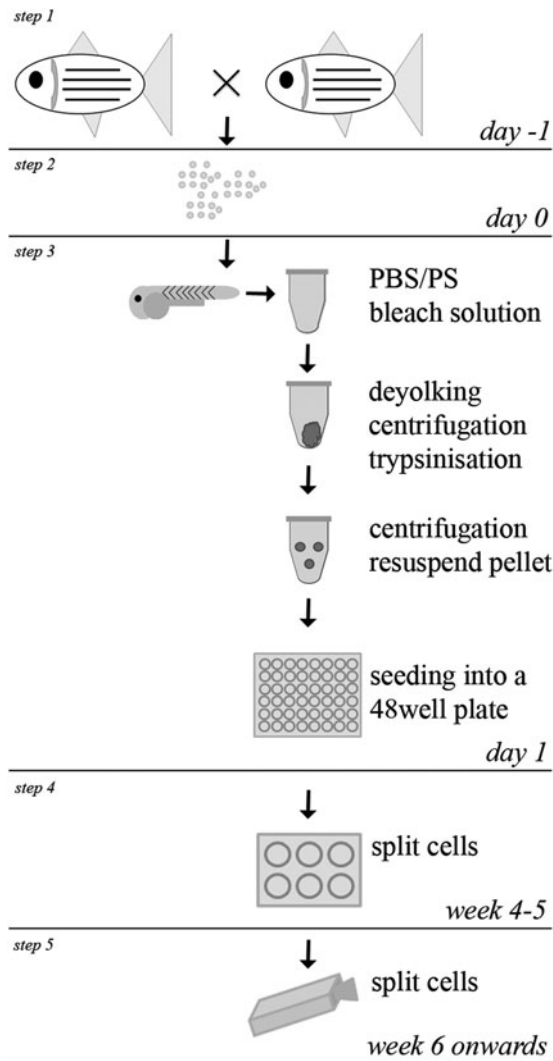 step 1
day -1
step 2
day 0
step 3
PBS/PS
bleach solution
deyolking
centrifugation
trypsinisation
centrifugation
resuspend pellet
seeding into a
48well plate
day 1
step 4
split cells
week 4-5
step 5
split cells
week 6 onwards